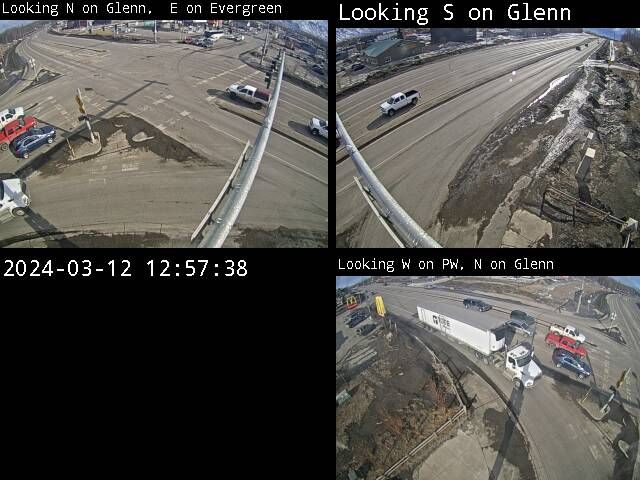 Looking N on Glenn,  E on Evergreen
Looking S on Glenn
2024-03-12 12:57:38
Looking W on PW, N on Glenn